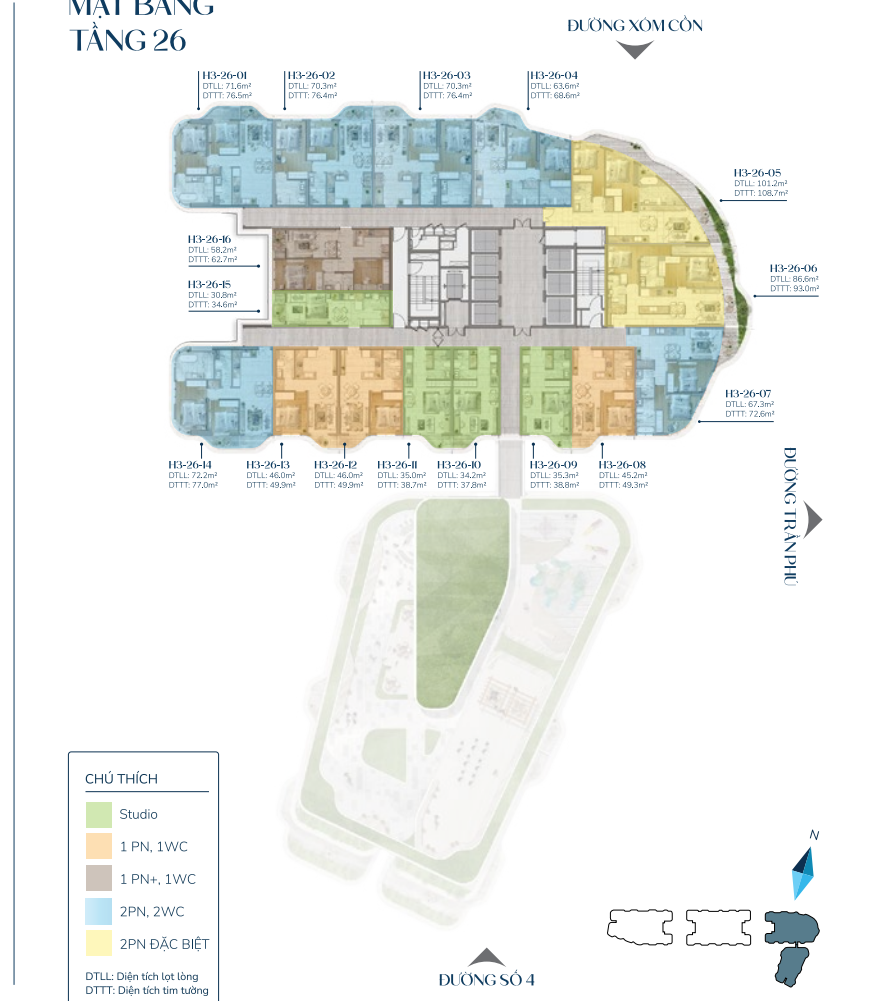 MẶT BẰNG
TẦNG 26
ĐƯỜNG XÓM CỒN
H3-26-01
DTLL: 71.6m²
DTTT: 76.5m²
H3-26-02
DTLL: 70.3m²
DTTT: 76.4m²
H3-26-03
DTLL: 70.3m²
DTTT: 76.4m²
H3-26-04
DTLL: 63.6m²
DTTT: 68.6m²
H3-26-05
DTLL: 101.2m²
DTTT: 108.7m²
H3-26-16
DTLL: 58.2m²
DTTT: 62.7m²
H3-26-06
DTLL: 86.6m²
DTTT: 93.0m²
H3-26-15
DTLL: 30.8m²
DTTT: 34.6m²
H3-26-07
DTLL: 67.3m²
DTTT: 72.6m²
H3-26-14
DTLL: 72.2m²
DTTT: 77.0m²
H3-26-13
DTLL: 46.0m²
DTTT: 49.9m²
H3-26-12
DTLL: 46.0m²
DTTT: 49.9m²
H3-26-11
DTLL: 35.0m²
DTTT: 38.7m²
H3-26-10
DTLL: 34.2m²
DTTT: 37.8m²
H3-26-09
DTLL: 35.3m²
DTTT: 38.8m²
H3-26-08
DTLL: 45.2m²
DTTT: 49.3m²
ĐƯỜNG TRẦN PHÚ
CHÚ THÍCH
Studio
1 PN, 1WC
1 PN+, 1WC
2PN, 2WC
2PN ĐẶC BIỆT
DTLL: Diện tích lọt lòng
DTTT: Diện tích tim tường
N
ĐƯỜNG SỐ 4